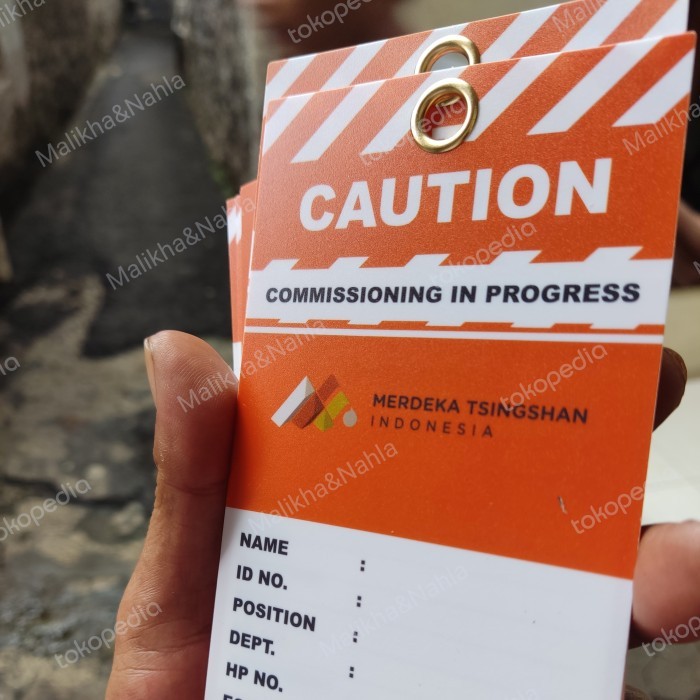 CAUTION
COMMISSIONING IN PROGRESS
MERDEKA TSINGSHAN
INDONESIA
NAME :
ID NO. :
POSITION :
DEPT. :
HP NO.
Malikha&Nahla
tokopedia